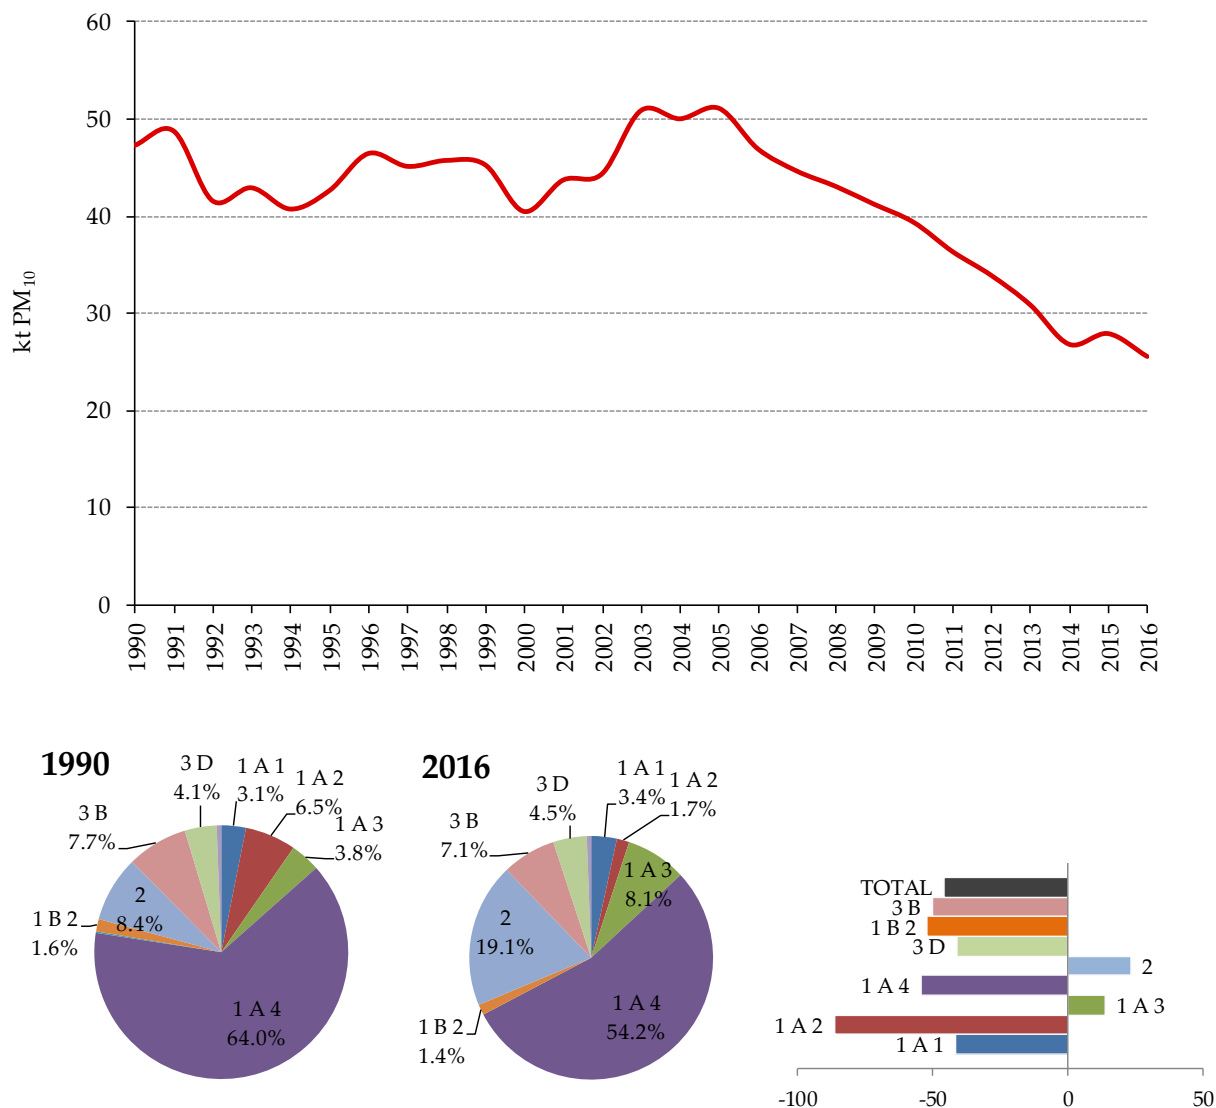 60
50
40
30
20
10
0
kt PM10
1990
1991
1992
1993
1994
1995
1996
1997
1998
1999
2000
2001
2002
2003
2004
2005
2006
2007
2008
2009
2010
2011
2012
2013
2014
2015
2016
1990
3 D
4.1%
1 A 1
3.1%
1 A 2
6.5%
1 A 3
3.8%
3 B
7.7%
2
8.4%
1 B 2
1.6%
1 A 4
64.0%
2016
3 D
4.5%
1 A 1
3.4%
1 A 2
1.7%
3 B
7.1%
1 A 3
8.1%
2
19.1%
1 A 4
54.2%
1 B 2
1.4%
TOTAL
3 B
1 B 2
3 D
2
1 A 4
1 A 3
1 A 2
1 A 1
-100
-50
0
50